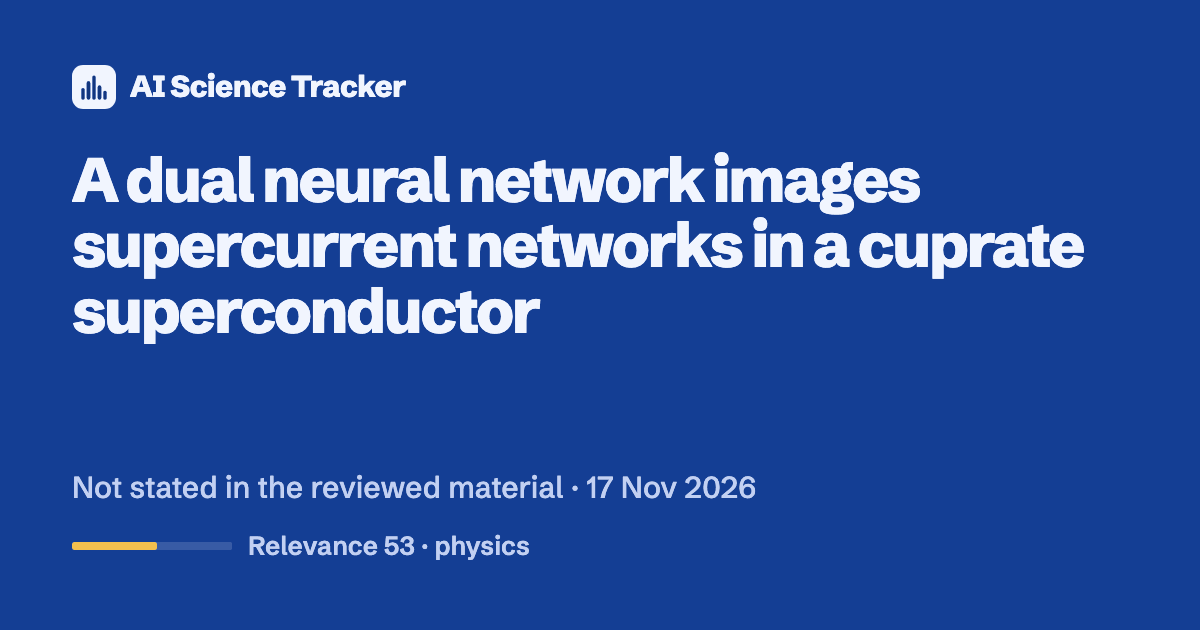 AI Science Tracker
A dual neural network images
supercurrent networks in a cuprate
superconductor
Not stated in the reviewed material · 17 Nov 2026
Relevance 53 · physics